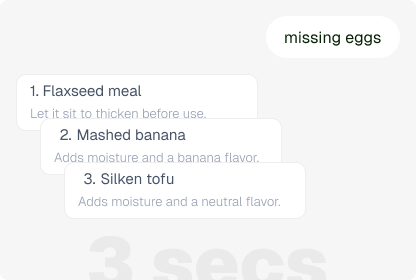 missing eggs
1. Flaxseed meal
Let it sit to thicken before use.
2. Mashed banana
Adds moisture and a banana flavor.
3. Silken tofu
Adds moisture and a neutral flavor.
3 secs